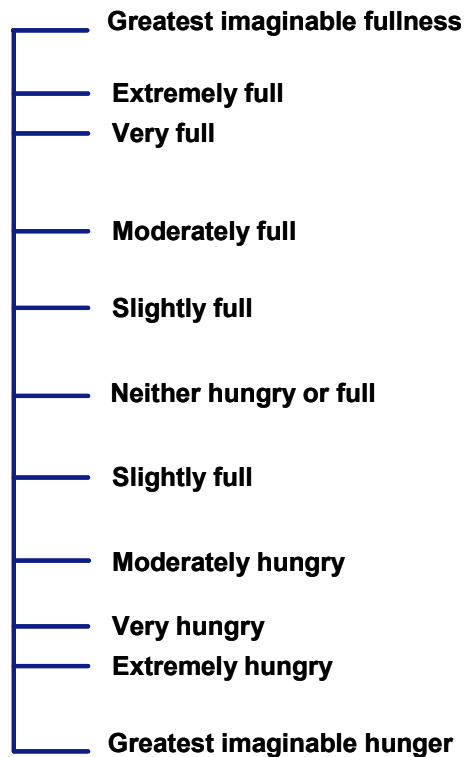 Greatest imaginable fullness
Extremely full
Very full
Moderately full
Slightly full
Neither hungry or full
Slightly full
Moderately hungry
Very hungry
Extremely hungry
Greatest imaginable hunger